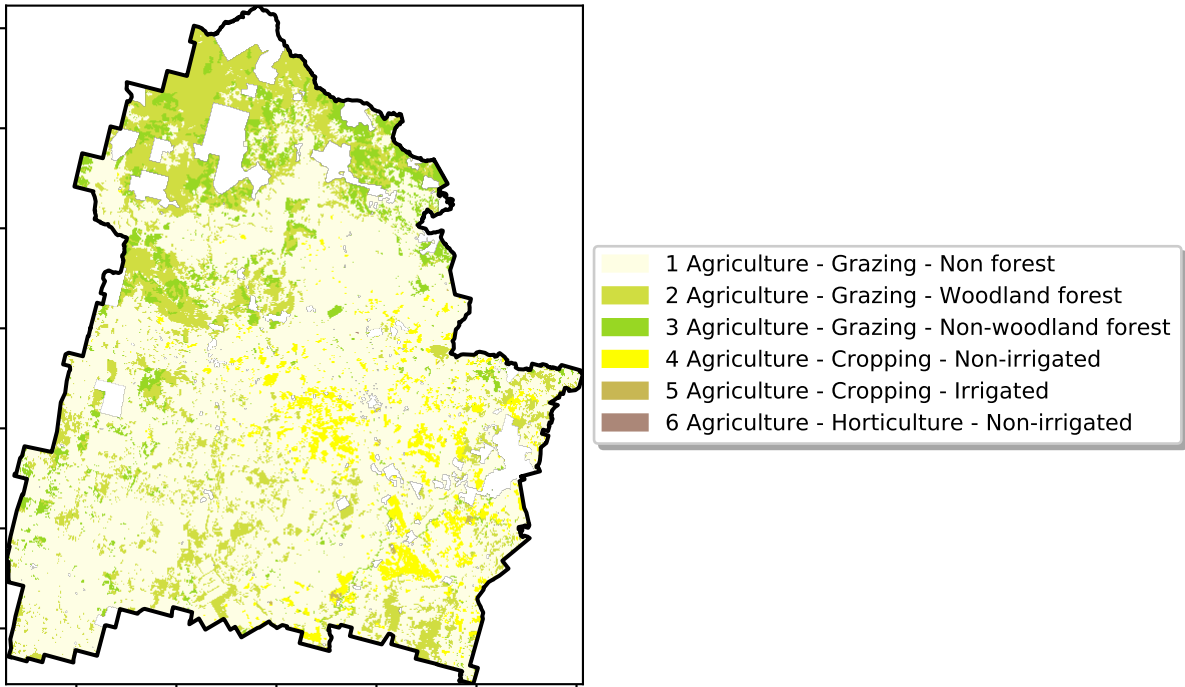 1 Agriculture - Grazing - Non forest
2 Agriculture - Grazing - Woodland forest
3 Agriculture - Grazing - Non-woodland forest
4 Agriculture - Cropping - Non-irrigated
5 Agriculture - Cropping - Irrigated
6 Agriculture - Horticulture - Non-irrigated